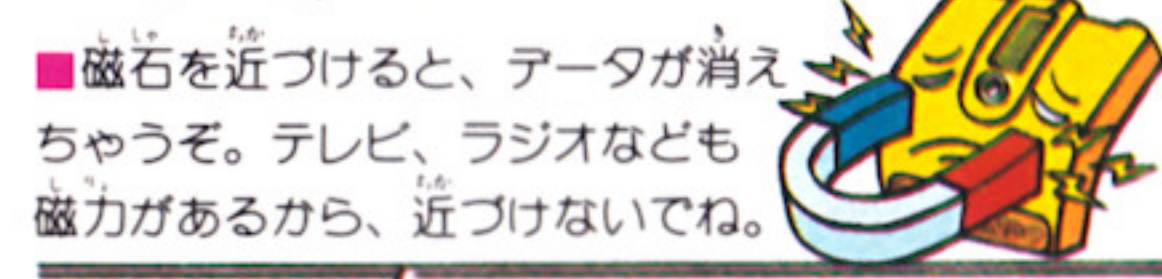 ■磁石を近づけると、データが消え
ちゃうぞ。テレビ、ラジオなども
磁力があるから、近づけないでね。